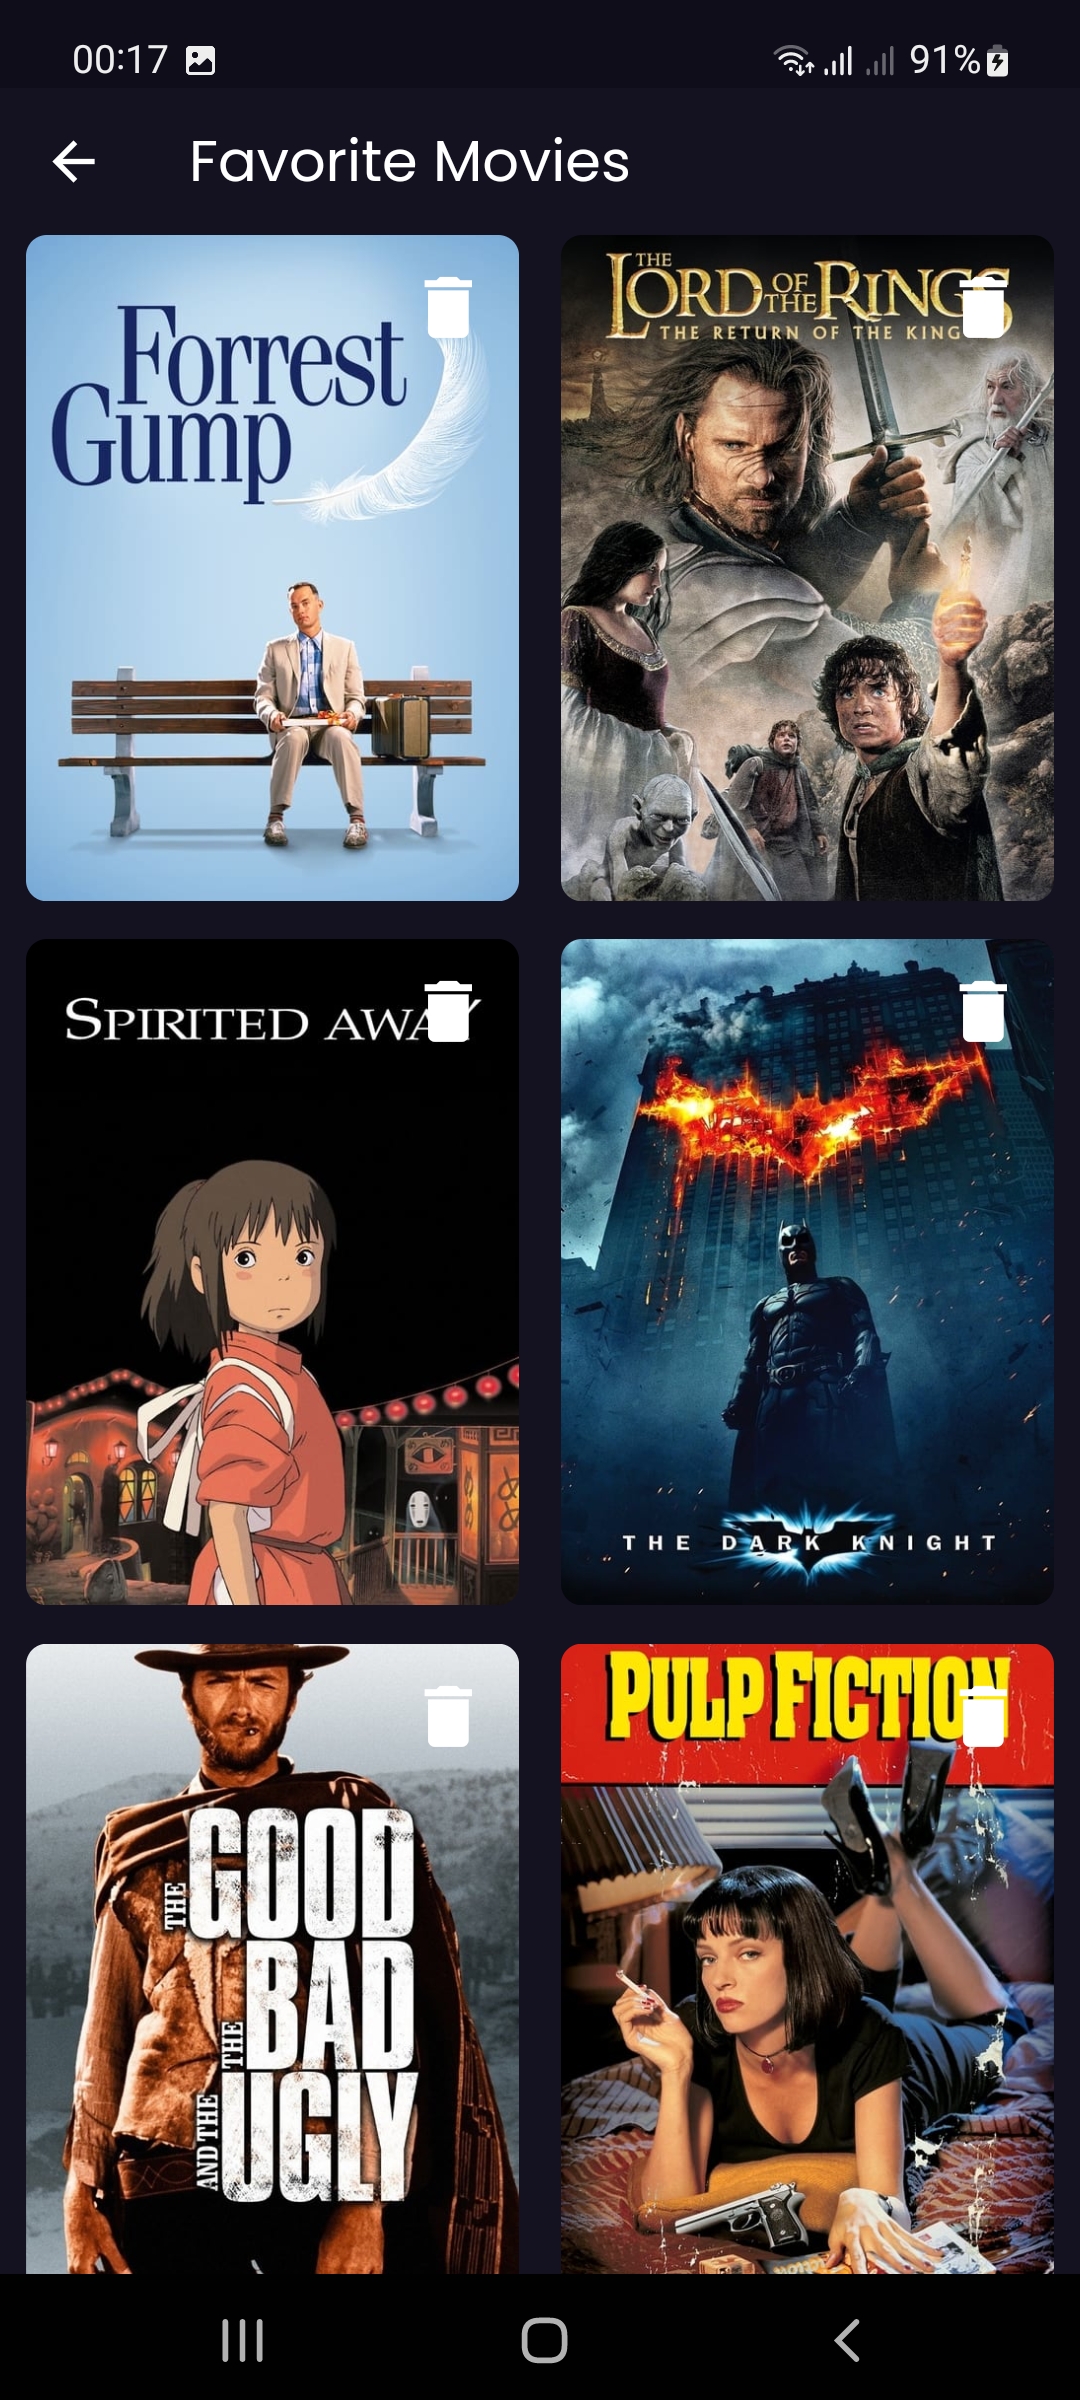 00:17
91%
Favorite Movies
Forrest
Gump
THE
LORD OF THE RINGS
THE RETURN OF THE KING
SPIRITED AWAY
THE DARK KNIGHT
THE GOOD
THE BAD
AND THE UGLY
PULP FICTION